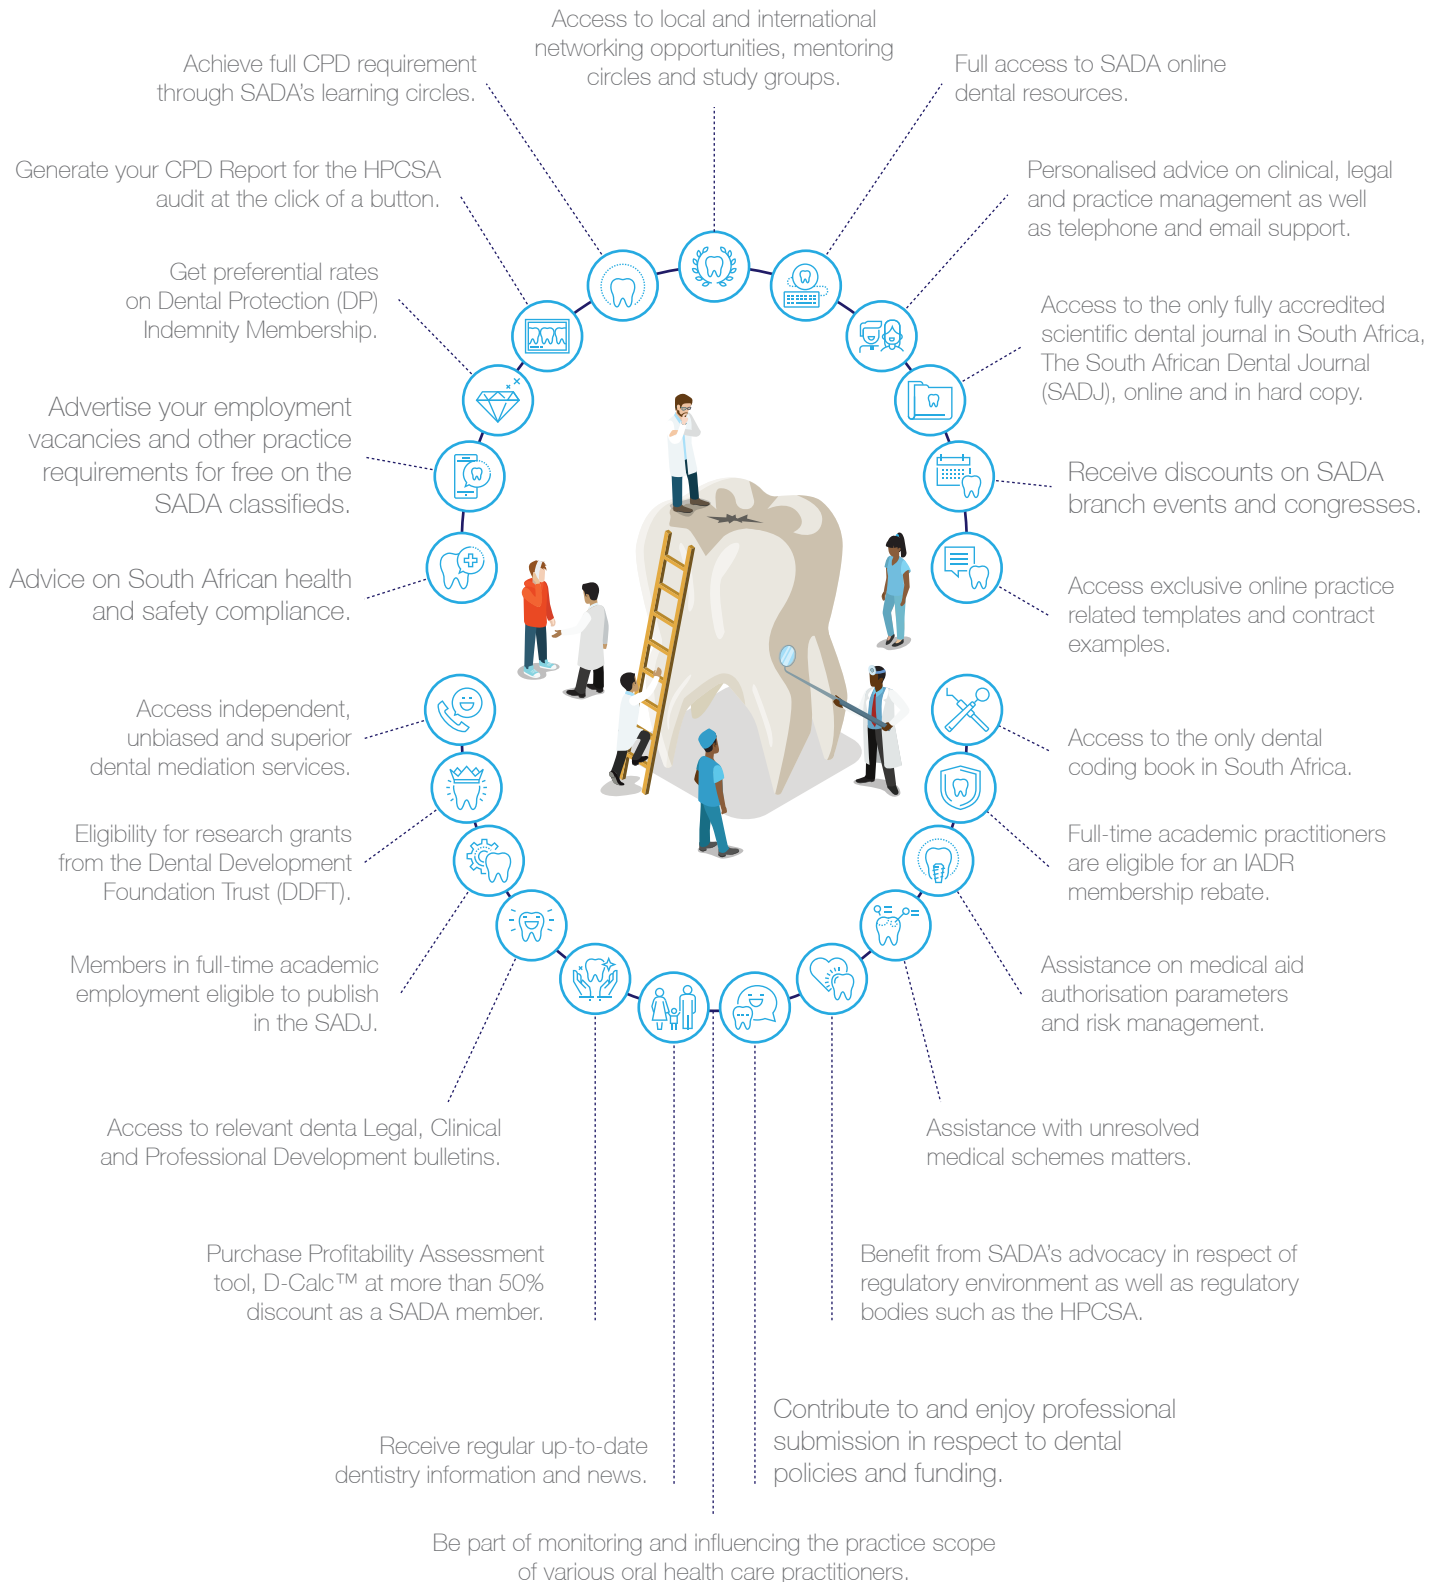 Access to local and international
networking opportunities, mentoring
circles and study groups.
Achieve full CPD requirement
through SADA's learning circles.
Full access to SADA online
dental resources.
Generate your CPD Report for the HPCSA
audit at the click of a button.
Personalised advice on clinical, legal
and practice management as well
as telephone and email support.
Get preferential rates
on Dental Protection (DP)
Indemnity Membership.
Access to the only fully accredited
scientific dental journal in South Africa,
The South African Dental Journal
(SADJ), online and in hard copy.
Advertise your employment
vacancies and other practice
requirements for free on the
SADA classifieds.
Receive discounts on SADA
branch events and congresses.
Advice on South African health
and safety compliance.
Access exclusive online practice
related templates and contract
examples.
Access independent,
unbiased and superior
dental mediation services.
Access to the only dental
coding book in South Africa.
Eligibility for research grants
from the Dental Development
Foundation Trust (DDFT).
Full-time academic practitioners
are eligible for an IADR
membership rebate.
Members in full-time academic
employment eligible to publish
in the SADJ.
Assistance on medical aid
authorisation parameters
and risk management.
Access to relevant denta Legal, Clinical
and Professional Development bulletins.
Assistance with unresolved
medical schemes matters.
Purchase Profitability Assessment
tool, D-Calc™ at more than 50%
discount as a SADA member.
Benefit from SADA's advocacy in respect of
regulatory environment as well as regulatory
bodies such as the HPCSA.
Receive regular up-to-date
dentistry information and news.
Contribute to and enjoy professional
submission in respect to dental
policies and funding.
Be part of monitoring and influencing the practice scope
of various oral health care practitioners.